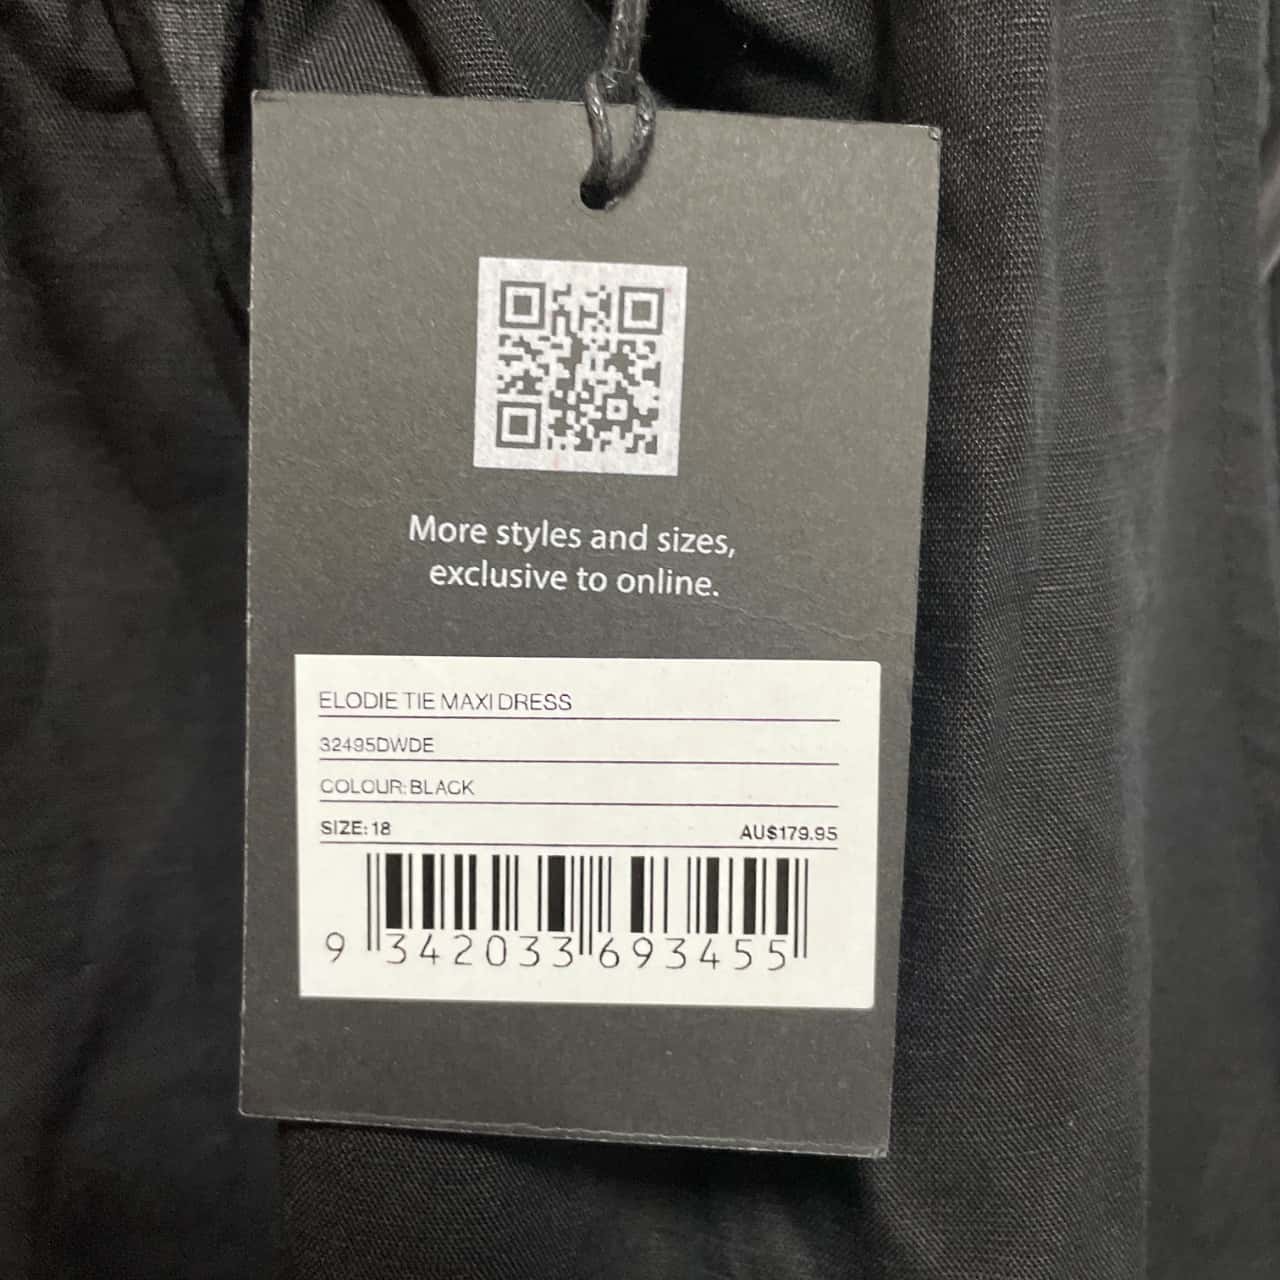 More styles and sizes,
exclusive to online.
ELODIE TIE MAXI DRESS
32495DWDE
COLOUR: BLACK
SIZE: 18 AU$179.95
9 342033 693455